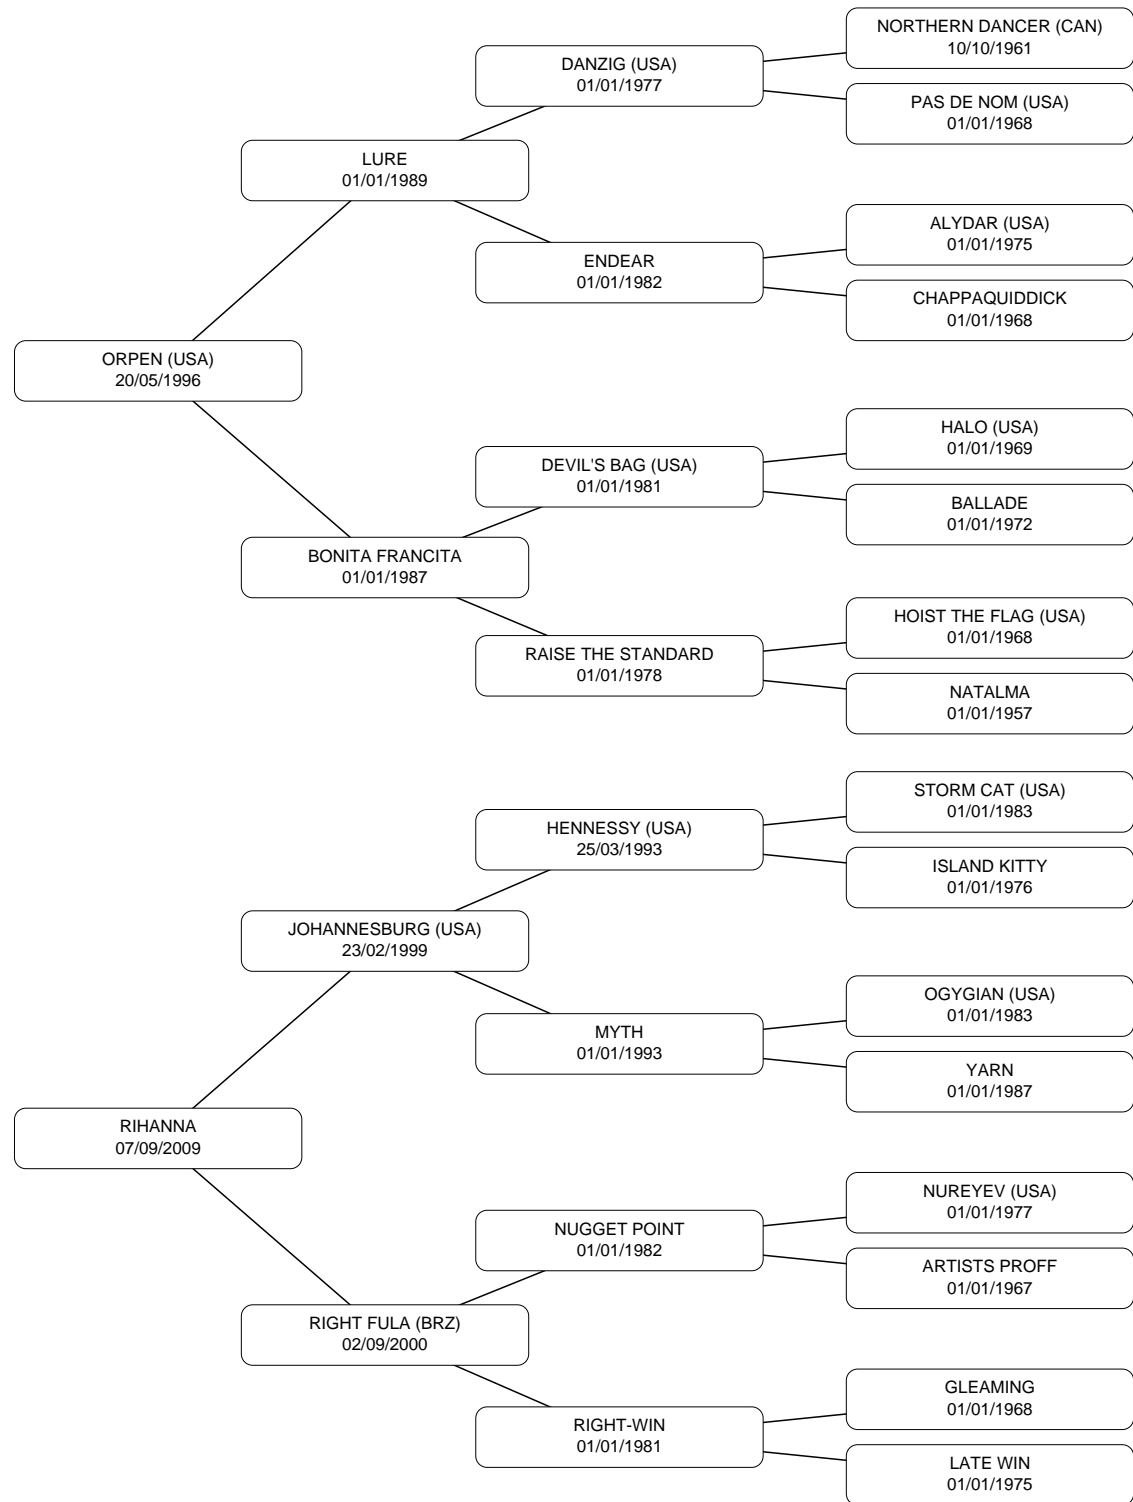 NORTHERN DANCER (CAN)
10/10/1961
DANZIG (USA)
01/01/1977
PAS DE NOM (USA)
01/01/1968
LURE
01/01/1989
ALYDAR (USA)
01/01/1975
ENDEAR
01/01/1982
CHAPPAQUIDDICK
01/01/1968
ORPEN (USA)
20/05/1996
HALO (USA)
01/01/1969
DEVIL'S BAG (USA)
01/01/1981
BALLADE
01/01/1972
BONITA FRANCITA
01/01/1987
HOIST THE FLAG (USA)
01/01/1968
RAISE THE STANDARD
01/01/1978
NATALMA
01/01/1957
STORM CAT (USA)
01/01/1983
HENNESSY (USA)
25/03/1993
ISLAND KITTY
01/01/1976
JOHANNESBURG (USA)
23/02/1999
OGYGIAN (USA)
01/01/1983
MYTH
01/01/1993
YARN
01/01/1987
RIHANNA
07/09/2009
NUREYEV (USA)
01/01/1977
NUGGET POINT
01/01/1982
ARTISTS PROFF
01/01/1967
RIGHT FULA (BRZ)
02/09/2000
GLEAMING
01/01/1968
RIGHT-WIN
01/01/1981
LATE WIN
01/01/1975